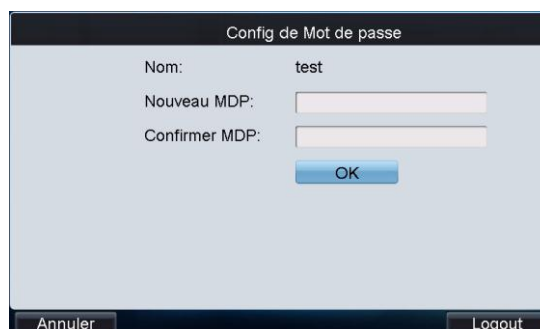 Config de Mot de passe
Nom: test
Nouveau MDP:
Confirmer MDP:
OK
Annuler Logout